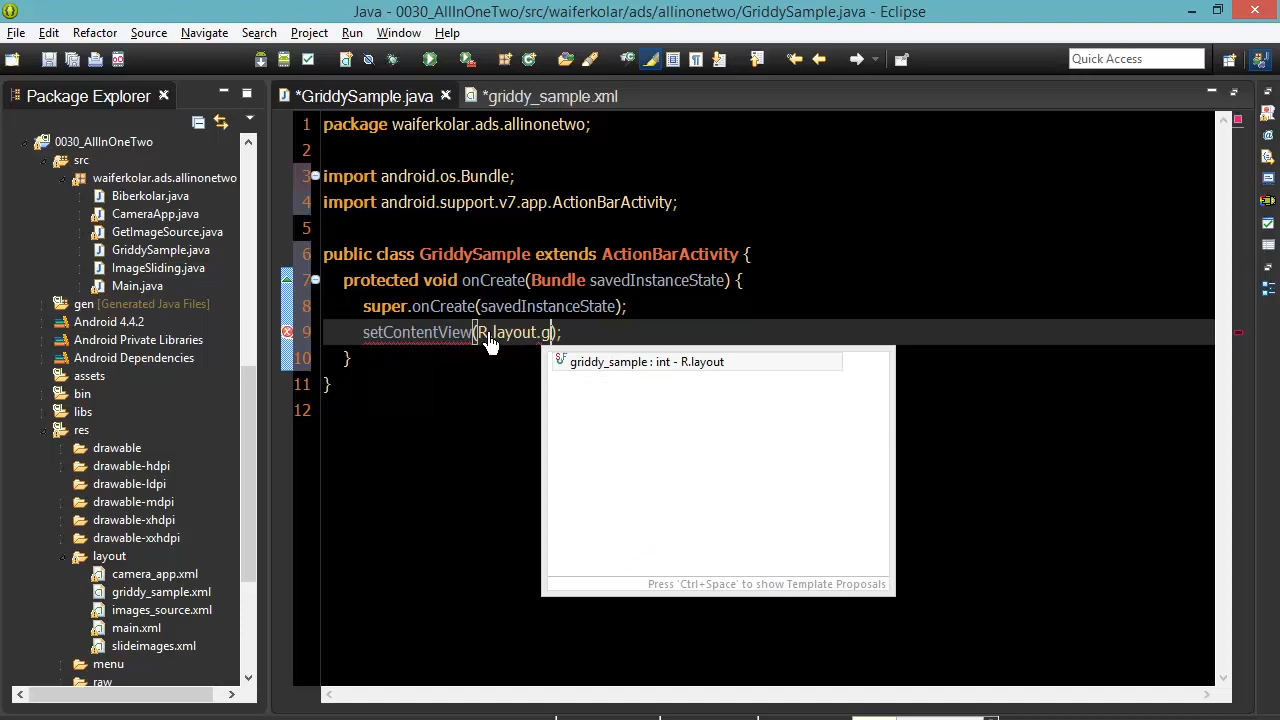 Java - 0030_AllInOneTwo/src/waiferkolar/ads/allinonetwo/GriddySample.java - Eclipse
File Edit Refactor Source Navigate Search Project Run Window Help
Quick Access
Package Explorer
*GriddySample.java
*griddy_sample.xml
0030_AllInOneTwo
src
waiferkolar.ads.allinonetwo
Biberkolar.java
CameraApp.java
GetImageSource.java
GriddySample.java
ImageSliding.java
Main.java
gen [Generated Java Files]
Android 4.4.2
Android Private Libraries
Android Dependencies
assets
bin
libs
res
drawable
drawable-hdpi
drawable-ldpi
drawable-mdpi
drawable-xhdpi
drawable-xxhdpi
layout
camera_app.xml
griddy_sample.xml
images_source.xml
main.xml
slideimages.xml
menu
raw
1 package waiferkolar.ads.allinonetwo;
2
3 import android.os.Bundle;
4 import android.support.v7.app.ActionBarActivity;
5
6 public class GriddySample extends ActionBarActivity {
7 protected void onCreate(Bundle savedInstanceState) {
8 super.onCreate(savedInstanceState);
9 setContentView(R.layout.g);
10 }
11 }
12
griddy_sample : int - R.layout
Press 'Ctrl+Space' to show Template Proposals